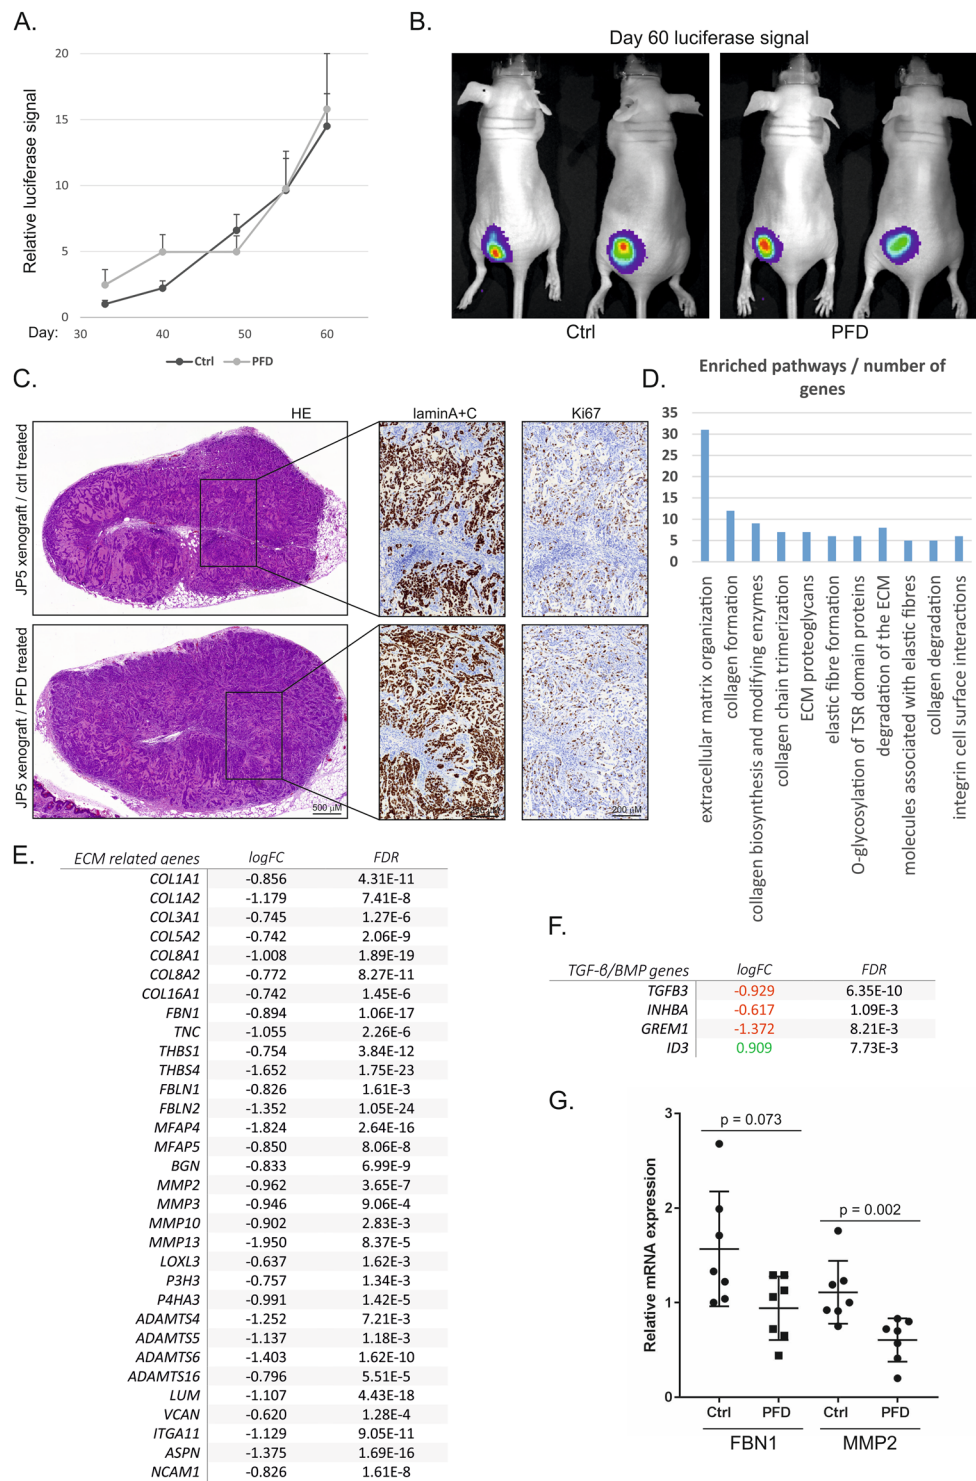 A.
20
15
10
5
0
Relative luciferase signal
Day:
30
40
50
60
Ctrl
PFD
B.
Day 60 luciferase signal
Ctrl
PFD
C.
HE
laminA+C
Ki67
JP5 xenograft / ctrl treated
JP5 xenograft / PFD treated
500 µM
200 µM
D.
Enriched pathways / number of
genes
35
30
25
20
15
10
5
0
extracellular matrix organization
collagen formation
collagen biosynthesis and modifying enzymes
collagen chain trimerization
ECM proteoglycans
elastic fibre formation
O-glycosylation of TSR domain proteins
degradation of the ECM
molecules associated with elastic fibres
collagen degradation
integrin cell surface interactions
E.
ECM related genes logFC FDR
COL1A1 -0.856 4.31E-11
COL1A2 -1.179 7.41E-8
COL3A1 -0.745 1.27E-6
COL5A2 -0.742 2.06E-9
COL8A1 -1.008 1.89E-19
COL8A2 -0.772 8.27E-11
COL16A1 -0.742 1.45E-6
FBN1 -0.894 1.06E-17
TNC -1.055 2.26E-6
THBS1 -0.754 3.84E-12
THBS4 -1.652 1.75E-23
FBLN1 -0.826 1.61E-3
FBLN2 -1.352 1.05E-24
MFAP4 -1.824 2.64E-16
MFAP5 -0.850 8.06E-8
BGN -0.833 6.99E-9
MMP2 -0.962 3.65E-7
MMP3 -0.946 9.06E-4
MMP10 -0.902 2.83E-3
MMP13 -1.950 8.37E-5
LOXL3 -0.637 1.62E-3
P3H3 -0.757 1.34E-3
P4HA3 -0.991 1.42E-5
ADAMTS4 -1.252 7.21E-3
ADAMTS5 -1.137 1.18E-3
ADAMTS6 -1.403 1.62E-10
ADAMTS16 -0.796 5.51E-5
LUM -1.107 4.43E-18
VCAN -0.620 1.28E-4
ITGA11 -1.129 9.05E-11
ASPN -1.375 1.69E-16
NCAM1 -0.826 1.61E-8
F.
TGF-β/BMP genes logFC FDR
TGFB3 -0.929 6.35E-10
INHBA -0.617 1.09E-3
GREM1 -1.372 8.21E-3
ID3 0.909 7.73E-3
G.
3
2
1
0
Relative mRNA expression
p = 0.073
p = 0.002
Ctrl PFD Ctrl PFD
FBN1 MMP2